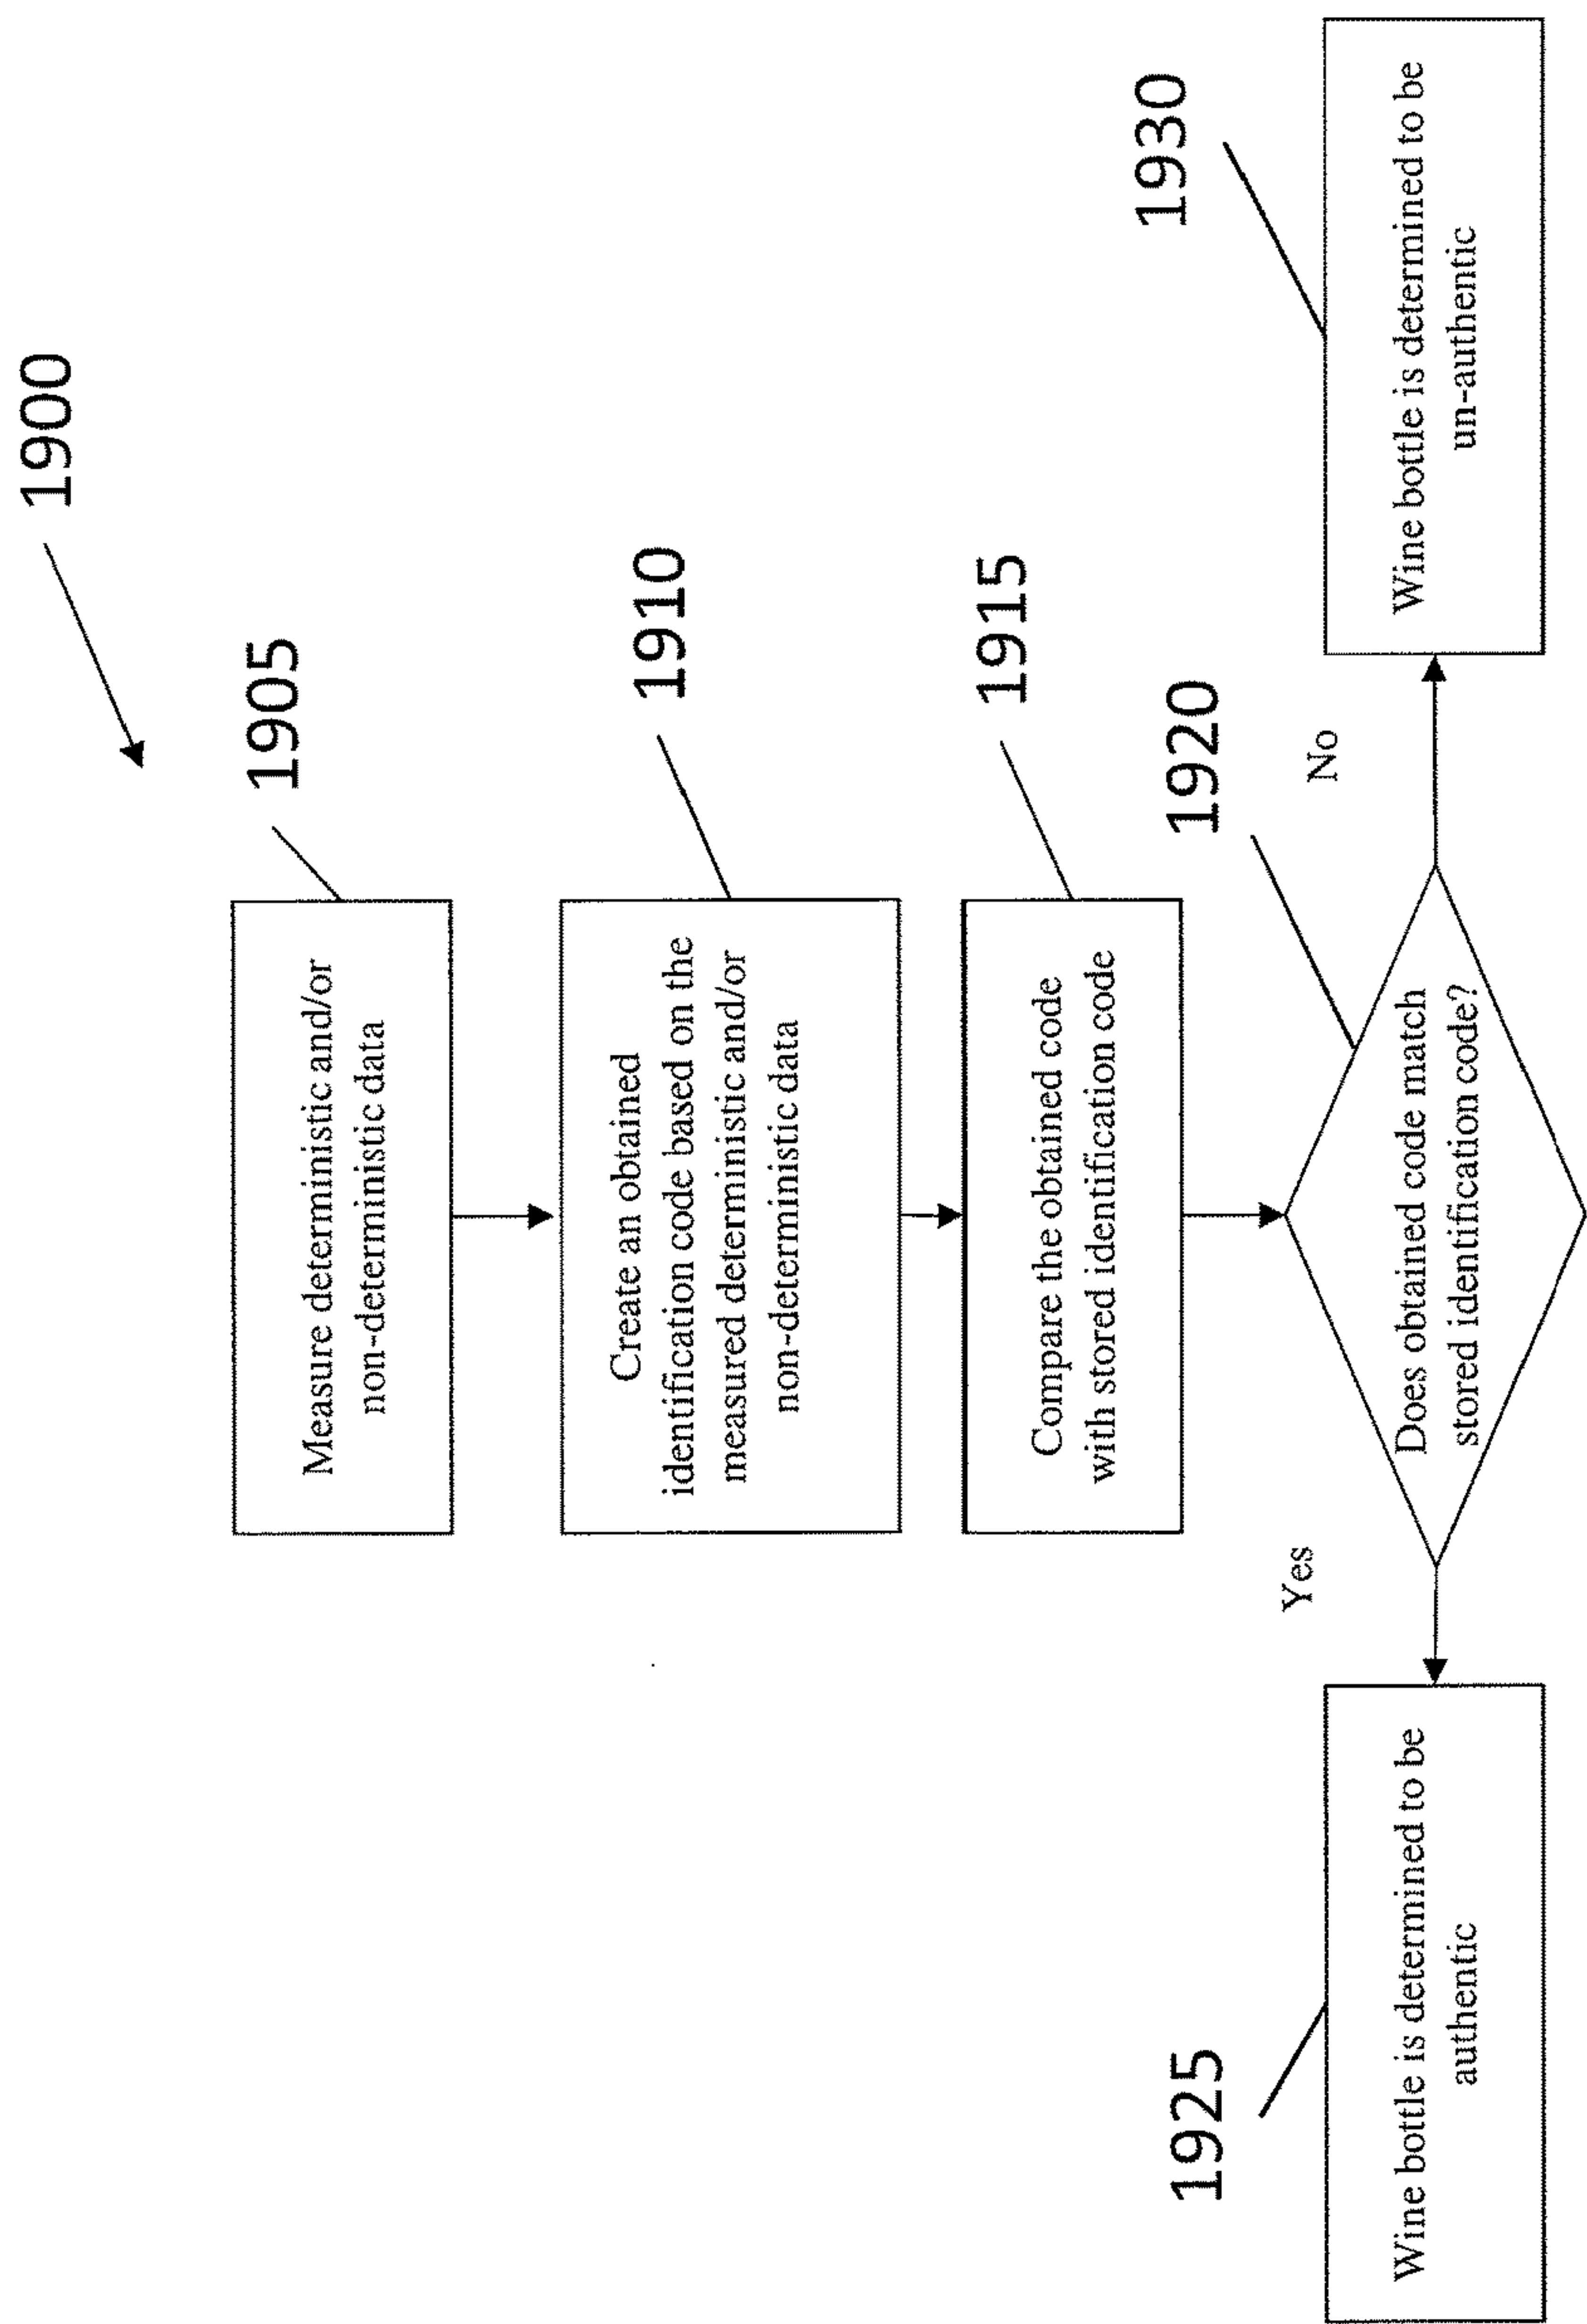 1900
1905
Measure deterministic and/or
non-deterministic data
1910
Create an obtained
identification code based on the
measured deterministic and/or
non-deterministic data
1915
Compare the obtained code
with stored identification code
1920
Does obtained code match
stored identification code?
Yes
No
1925
Wine bottle is determined to be
authentic
1930
Wine bottle is determined to be
un-authentic